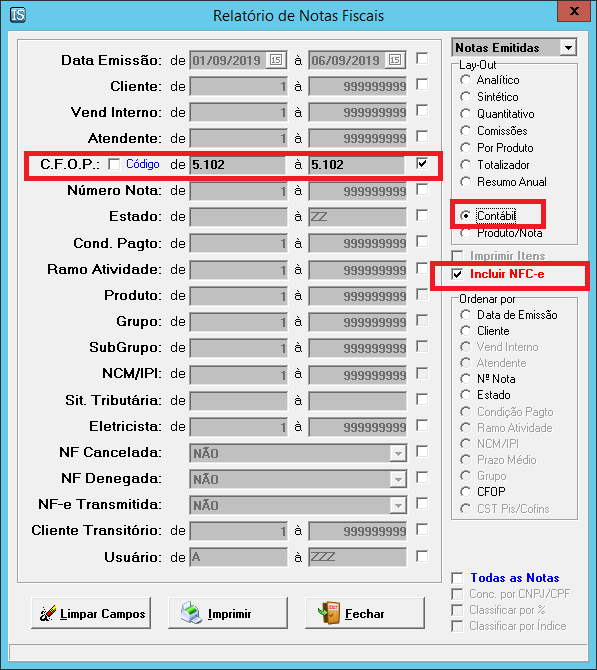 TS
Relatório de Notas Fiscais
x
Data Emissão: de 01/09/2019 15 à 06/09/2019 15
Cliente: de 1 à 999999999
Vend Interno: de 1 à 999999999
Atendente: de 1 à 999999999
C.F.O.P.: Código de 5.102 à 5.102
Número Nota: de 1 à 999999999
Estado: de à ZZ
Cond. Pagto: de 1 à 999999999
Ramo Atividade: de 1 à 999999999
Produto: de 1 à 999999999
Grupo: de 1 à 999999999
SubGrupo: de 1 à 999999999
NCM/IPI: de 1 à 999999999
Sit. Tributária: de à
Eletricista: de 1 à 999999999
NF Cancelada: NÃO
NF Denegada: NÃO
NF-e Transmitida: NÃO
Cliente Transitório: de 1 à 999999999
Usuário: de A à ZZZ
Limpar Campos
Imprimir
Fechar
Notas Emitidas
Lay-Out
Analítico
Sintético
Quantitativo
Comissões
Por Produto
Totalizador
Resumo Anual
Contábil
Produto/Nota
Imprimir Itens
Incluir NFC-e
Ordenar por
Data de Emissão
Cliente
Vend Interno
Atendente
Nº Nota
Estado
Condição Pagto
Ramo Atividade
NCM/IPI
Prazo Médio
Grupo
CFOP
CST Pis/Cofins
Todas as Notas
Conc. por CNPJ/CPF
Classificar por %
Classificar por Índice